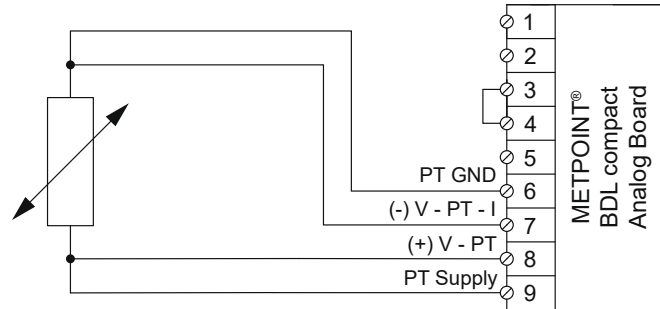 1
2
3
4
5
PT GND
6
(-) V - PT - I
7
(+) V - PT
8
PT Supply
9
METPOINT®
BDL compact
Analog Board